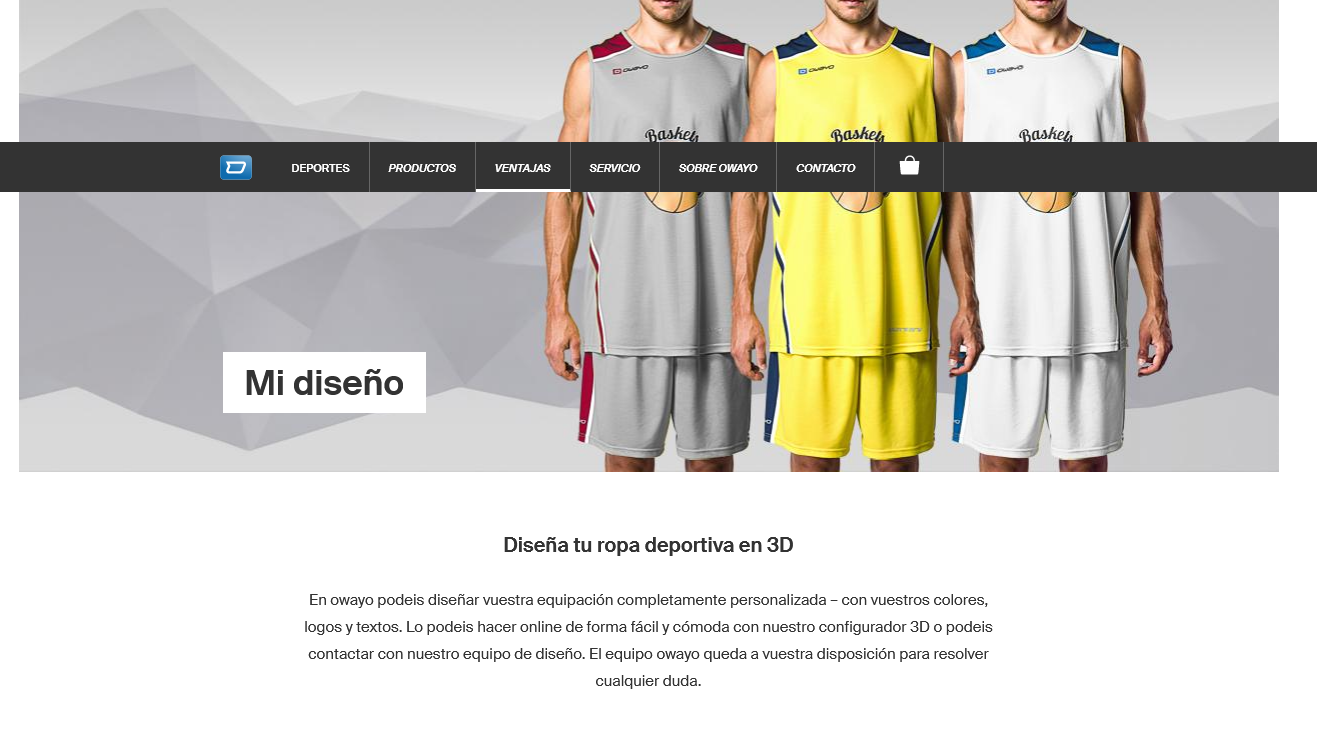 owayo owayo owayo
Basket Basket Basket
DEPORTES PRODUCTOS VENTAJAS SERVICIO SOBRE OWAYO CONTACTO
Mi diseño
Diseña tu ropa deportiva en 3D
En owayo podeis diseñar vuestra equipación completamente personalizada – con vuestros colores,
logos y textos. Lo podeis hacer online de forma fácil y cómoda con nuestro configurador 3D o podeis
contactar con nuestro equipo de diseño. El equipo owayo queda a vuestra disposición para resolver
cualquier duda.